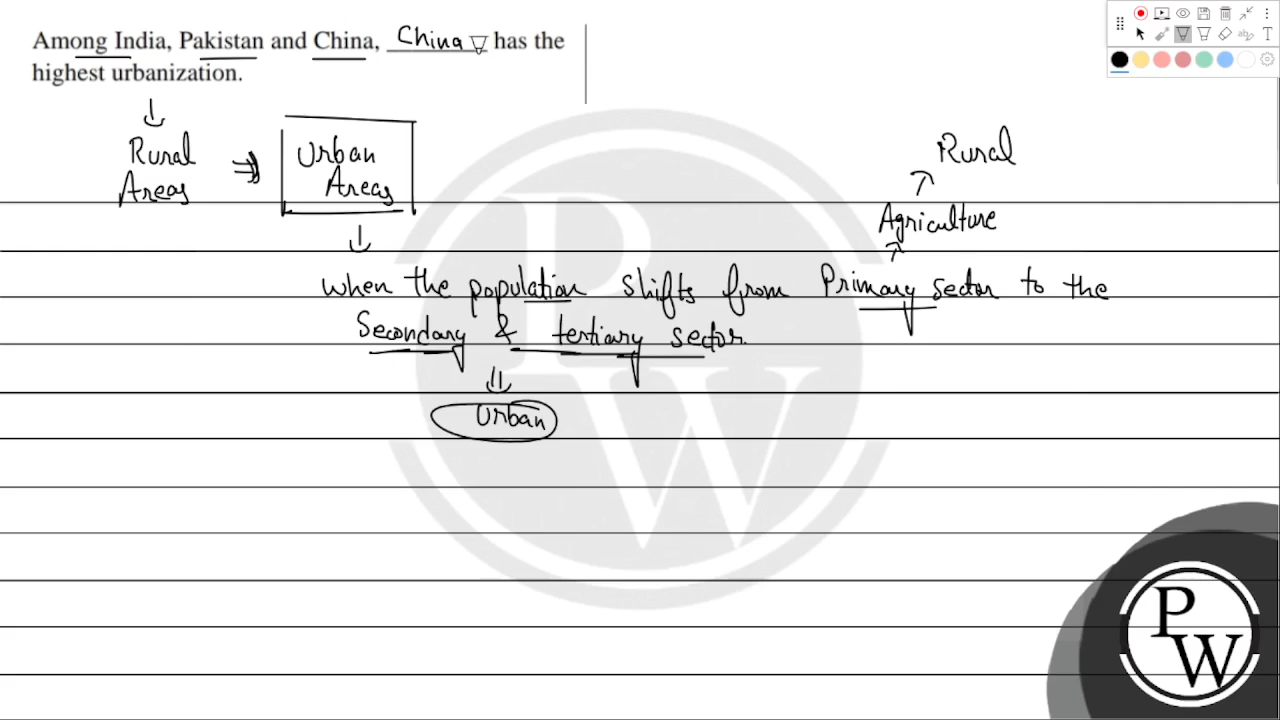 Among India, Pakistan and China, China has the
highest urbanization.
Rural
Areas
Urban
Areas
Rural
Agriculture
when the population shifts from Primary sector to the
Secondary & tertiary sector.
Urban
P
W
P
W